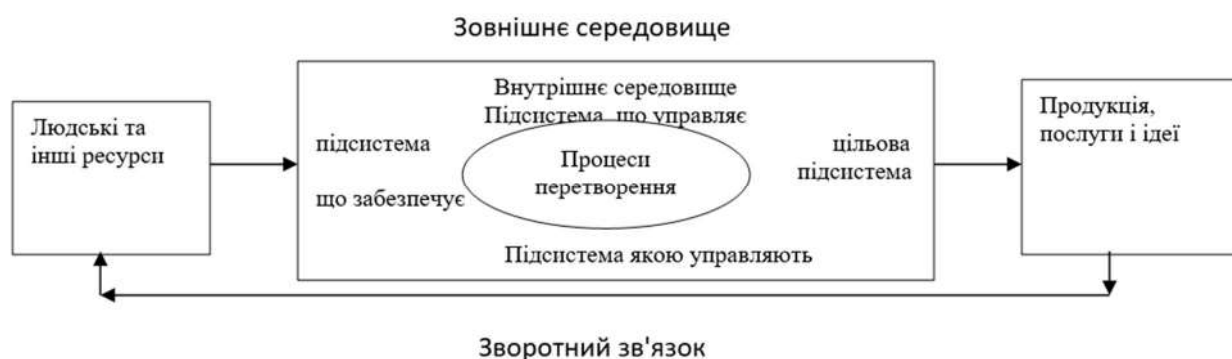 Зовнішнє середовище
Людські та
інші ресурси
Внутрішнє середовище
Підсистема, що управляє
підсистема
що забезпечує
Процеси
перетворення
цільова
підсистема
Підсистема якою управляють
Продукція,
послуги і ідеї
Зворотний зв'язок